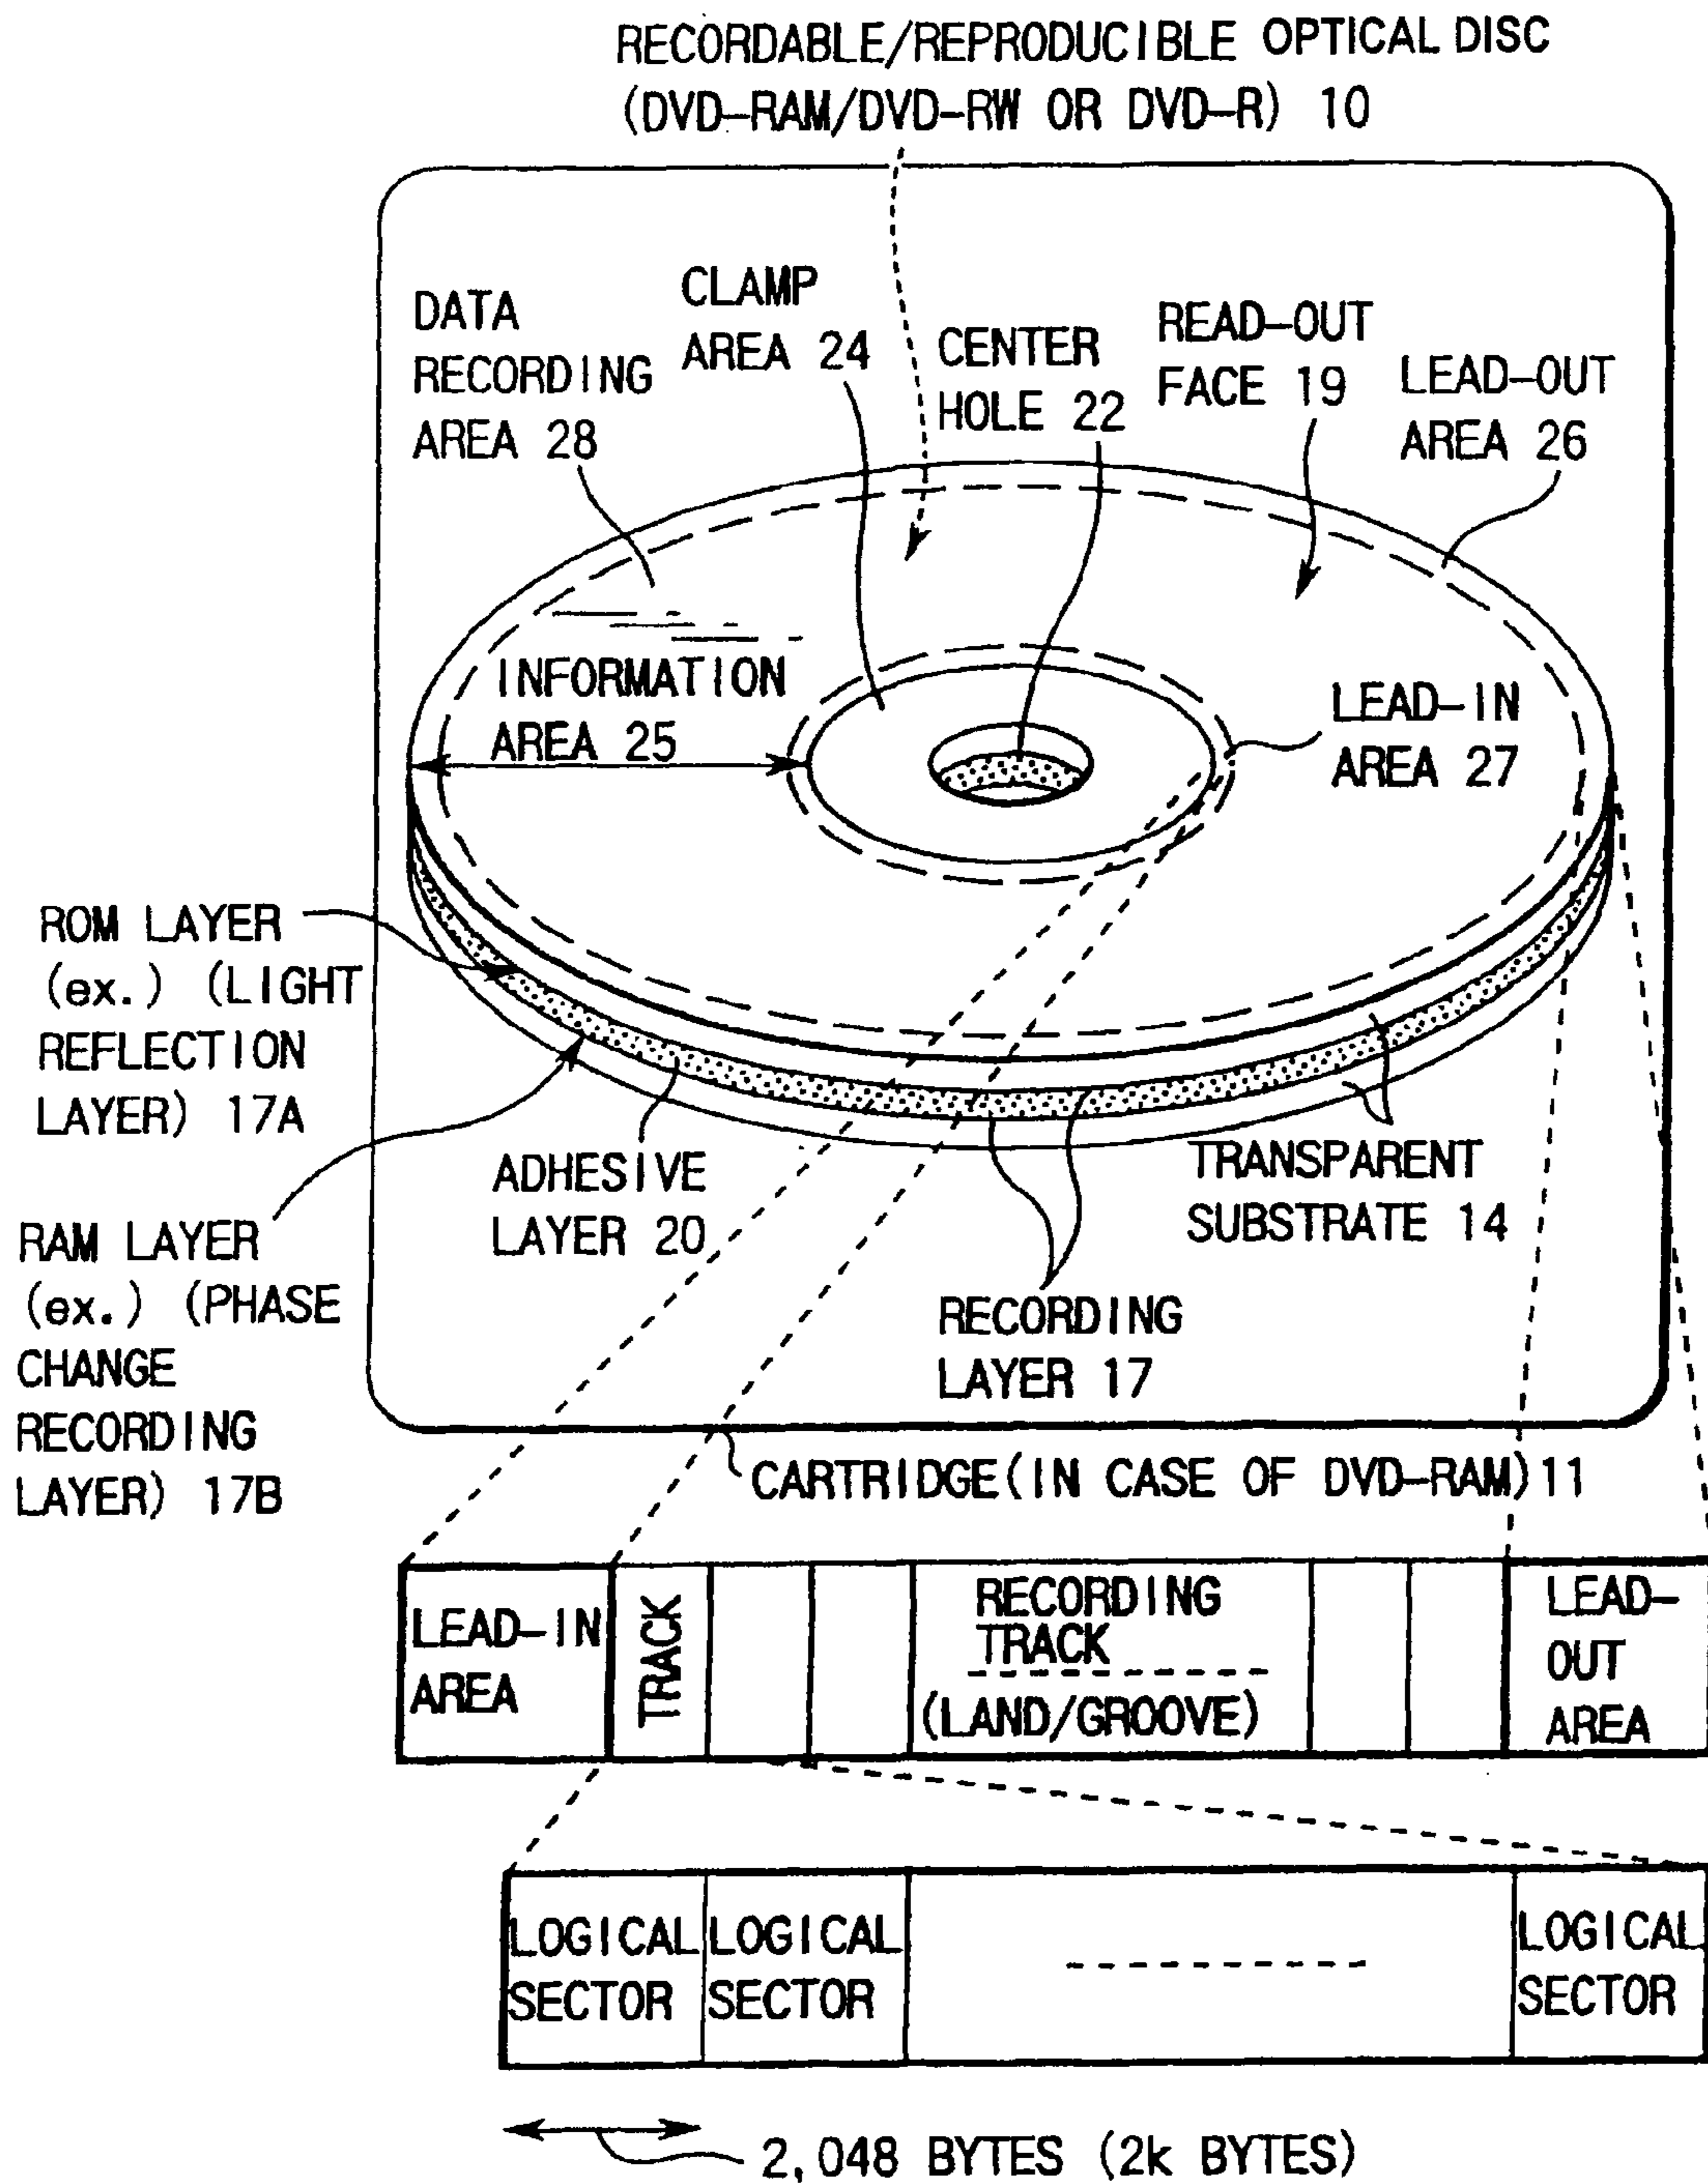 RECORDABLE/REPRODUCIBLE OPTICAL DISC
(DVD-RAM/DVD-RW OR DVD-R) 10
DATA
RECORDING
AREA 28
CLAMP
AREA 24
CENTER
HOLE 22
READ-OUT
FACE 19
LEAD-OUT
AREA 26
INFORMATION
AREA 25
LEAD-IN
AREA 27
ROM LAYER
(ex.) (LIGHT
REFLECTION
LAYER) 17A
RAM LAYER
(ex.) (PHASE
CHANGE
RECORDING
LAYER) 17B
ADHESIVE
LAYER 20
TRANSPARENT
SUBSTRATE 14
RECORDING
LAYER 17
CARTRIDGE(IN CASE OF DVD-RAM)11
LEAD-IN
AREA
TRACK
RECORDING
TRACK
(LAND/GROOVE)
LEAD-
OUT
AREA
LOGICAL
SECTOR
LOGICAL
SECTOR
LOGICAL
SECTOR
2,048 BYTES (2k BYTES)